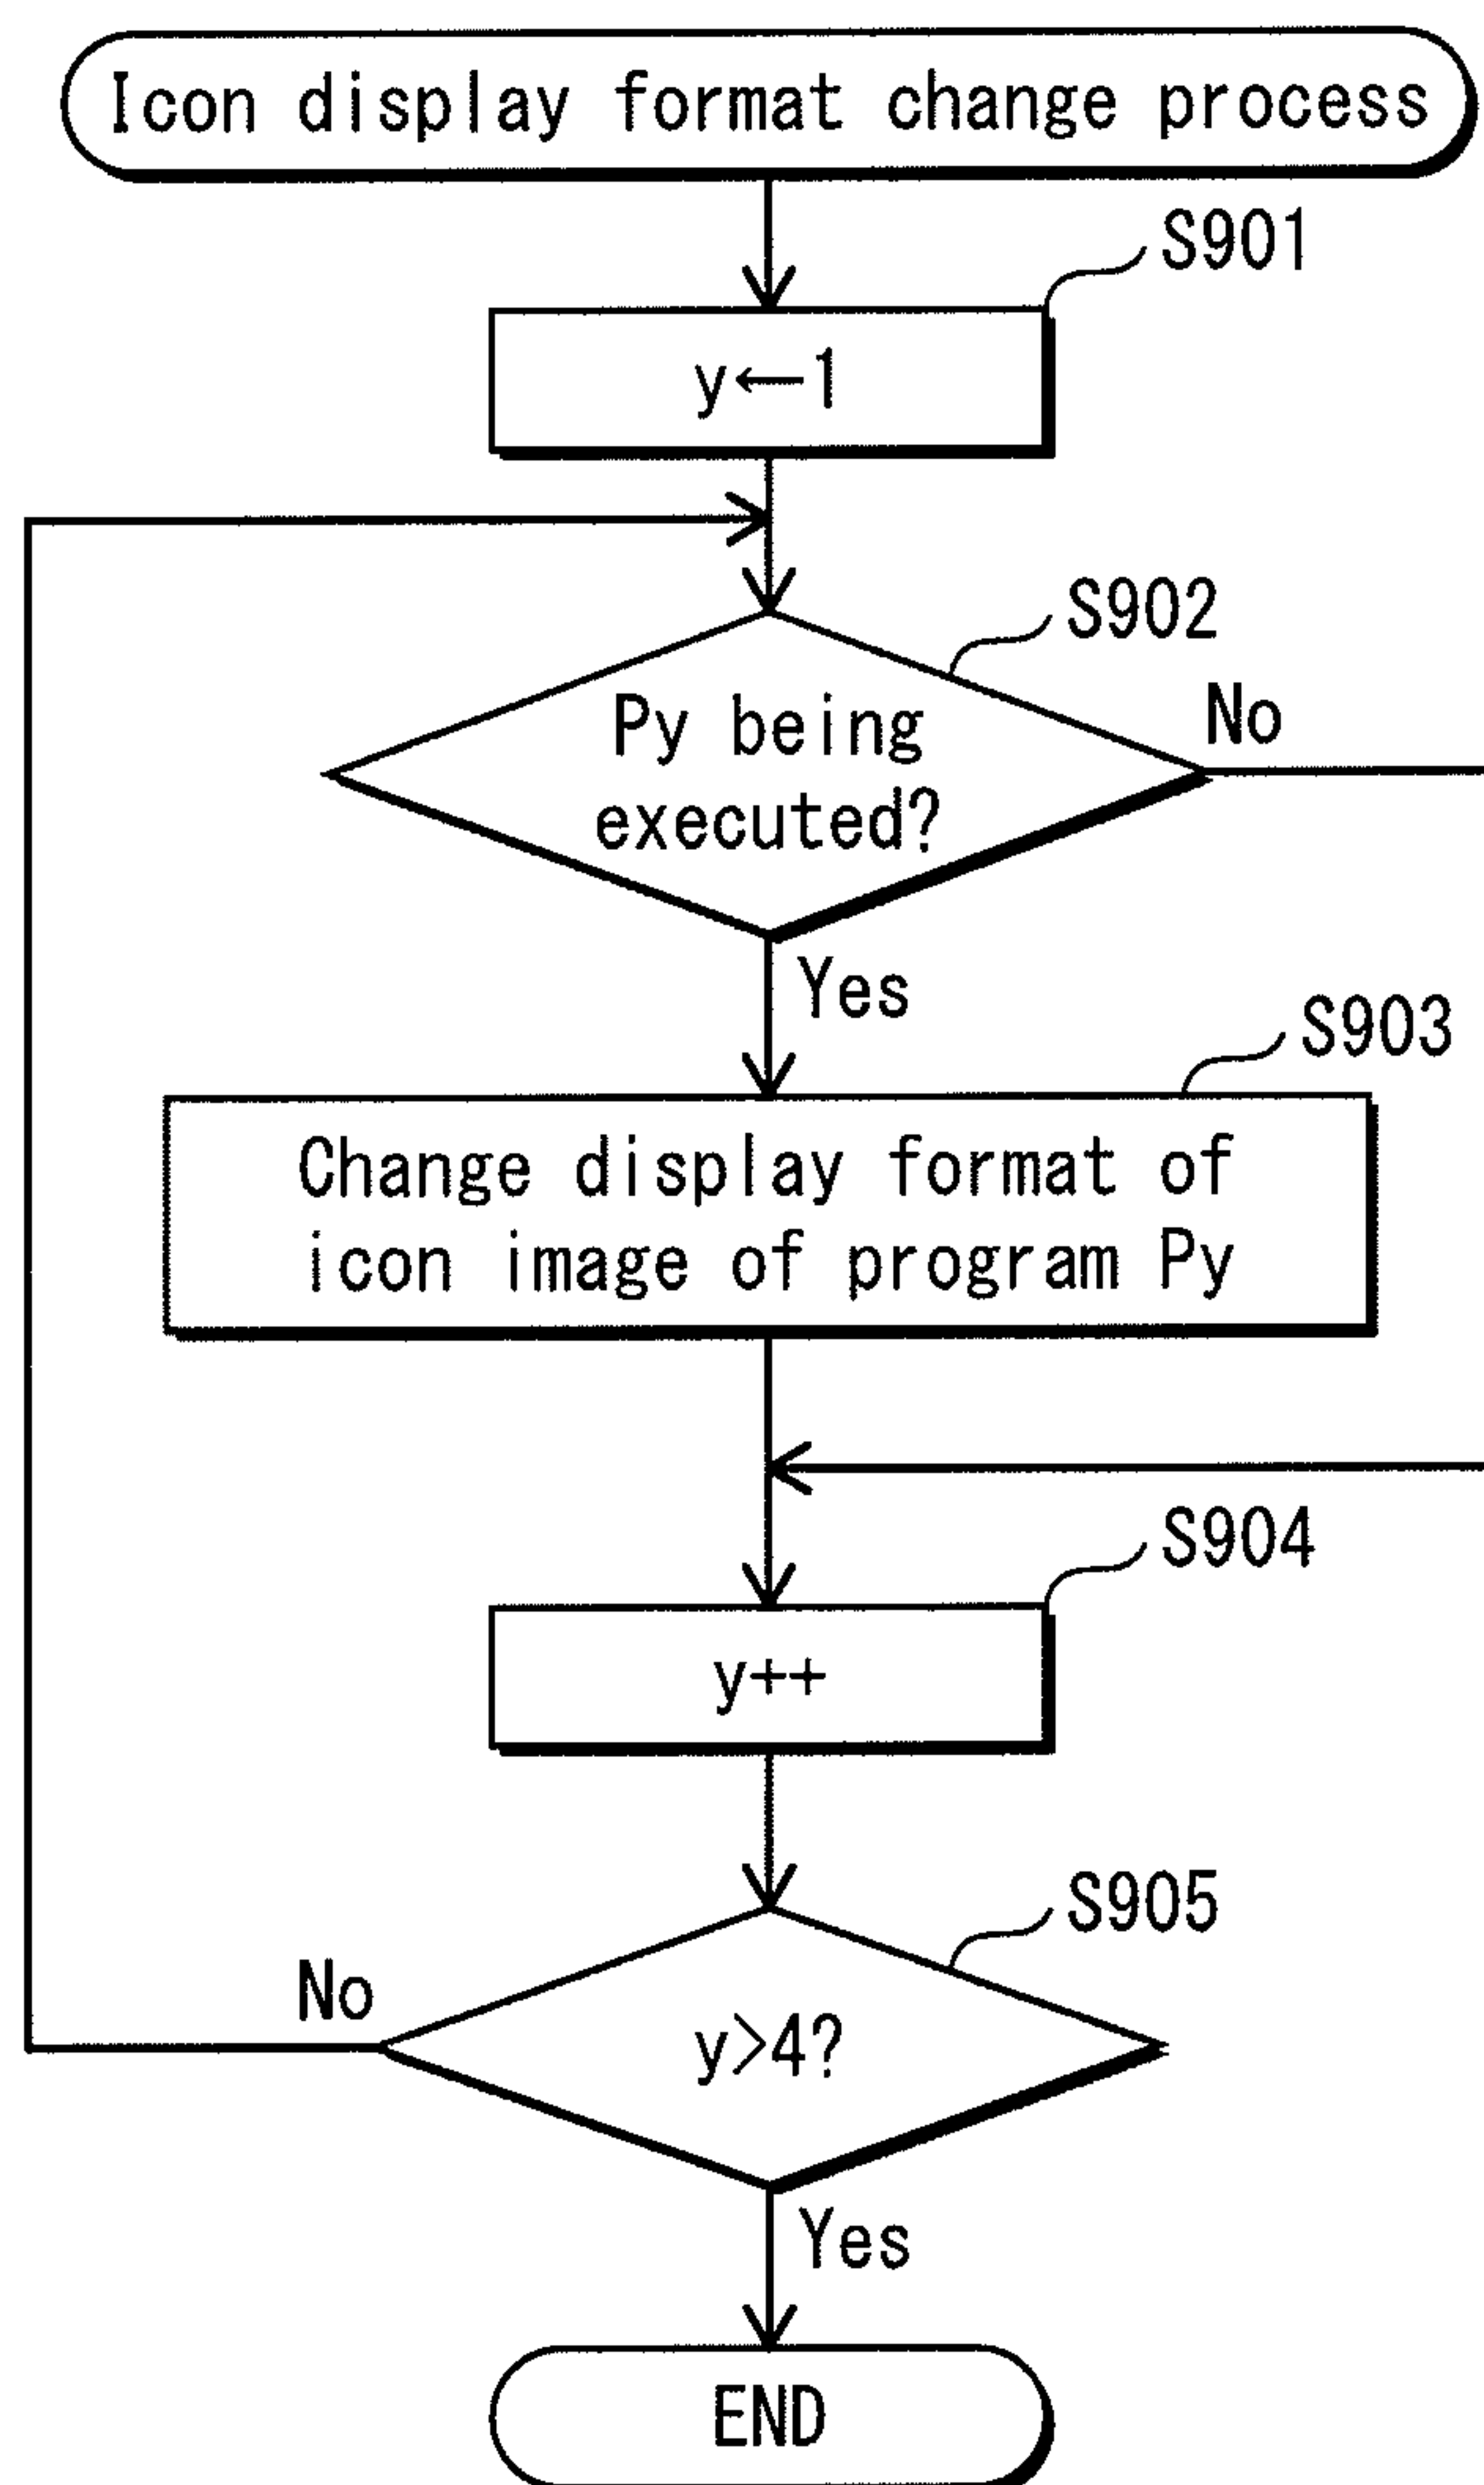 Icon display format change process
S901
y←1
S902
Py being
executed?
No
Yes
S903
Change display format of
icon image of program Py
S904
y++
S905
No
y>4?
Yes
END